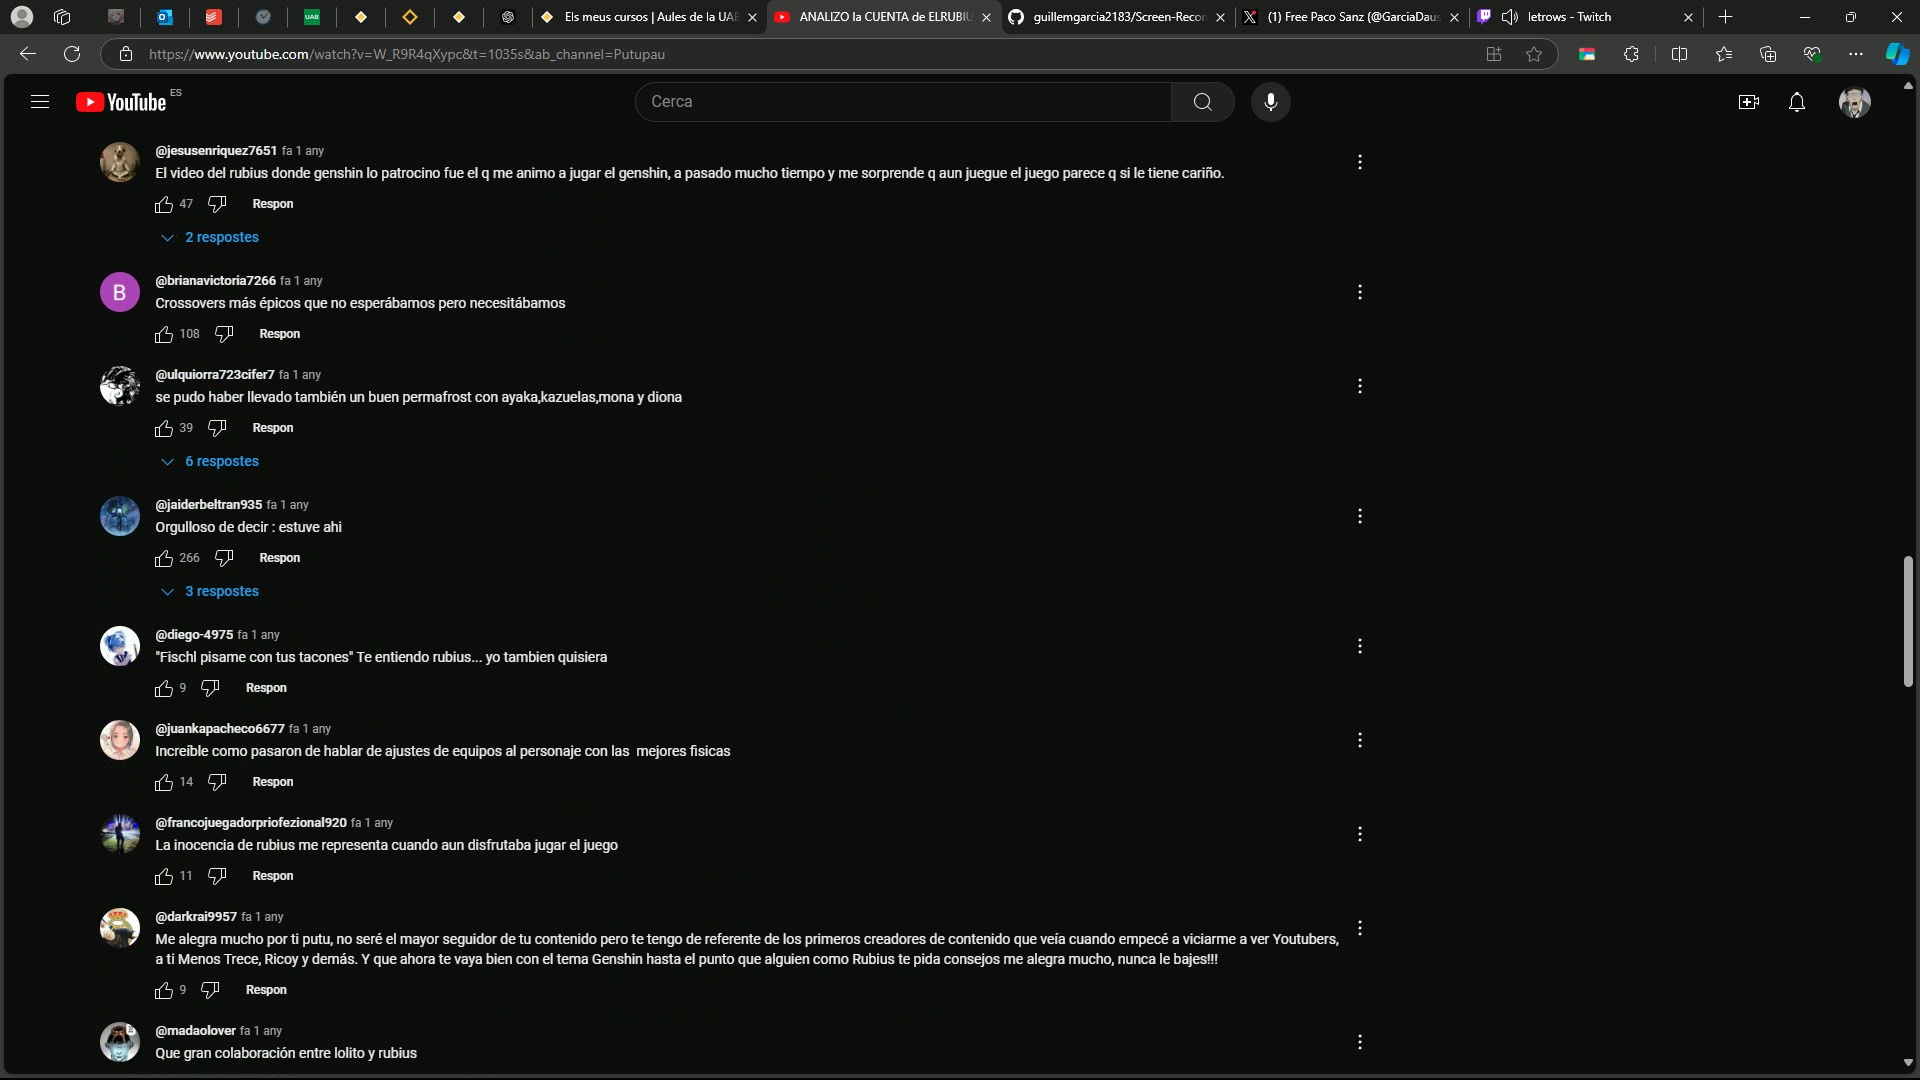 UAB
Els meus cursos | Aules de la UAB
ANALIZO la CUENTA de ELRUBIU
guillemgarcia2183/Screen-Recor
(1) Free Paco Sanz (@GarciaDaus
letrows - Twitch
https://www.youtube.com/watch?v=W_R9R4qXypc&t=1035s&ab_channel=Putupau
YouTube ES
Cerca
@jesusenriquez7651 fa 1 any
El video del rubius donde genshin lo patrocino fue el q me animo a jugar el genshin, a pasado mucho tiempo y me sorprende q aun juegue el juego parece q si le tiene cariño.
47 Respon
2 respostes
B
@brianavictoria7266 fa 1 any
Crossovers más épicos que no esperábamos pero necesitábamos
108 Respon
@ulquiorra723cifer7 fa 1 any
se pudo haber llevado también un buen permafrost con ayaka,kazuelas,mona y diona
39 Respon
6 respostes
@jaiderbeltran935 fa 1 any
Orgulloso de decir : estuve ahi
266 Respon
3 respostes
@diego-4975 fa 1 any
"Fischl pisame con tus tacones" Te entiendo rubius... yo tambien quisiera
9 Respon
@juankapacheco6677 fa 1 any
Increíble como pasaron de hablar de ajustes de equipos al personaje con las  mejores fisicas
14 Respon
@francojuegadorpriofezional920 fa 1 any
La inocencia de rubius me representa cuando aun disfrutaba jugar el juego
11 Respon
@darkrai9957 fa 1 any
Me alegra mucho por ti putu, no seré el mayor seguidor de tu contenido pero te tengo de referente de los primeros creadores de contenido que veía cuando empecé a viciarme a ver Youtubers,
a ti Menos Trece, Ricoy y demás. Y que ahora te vaya bien con el tema Genshin hasta el punto que alguien como Rubius te pida consejos me alegra mucho, nunca le bajes!!!
9 Respon
@madaolover fa 1 any
Que gran colaboración entre lolito y rubius